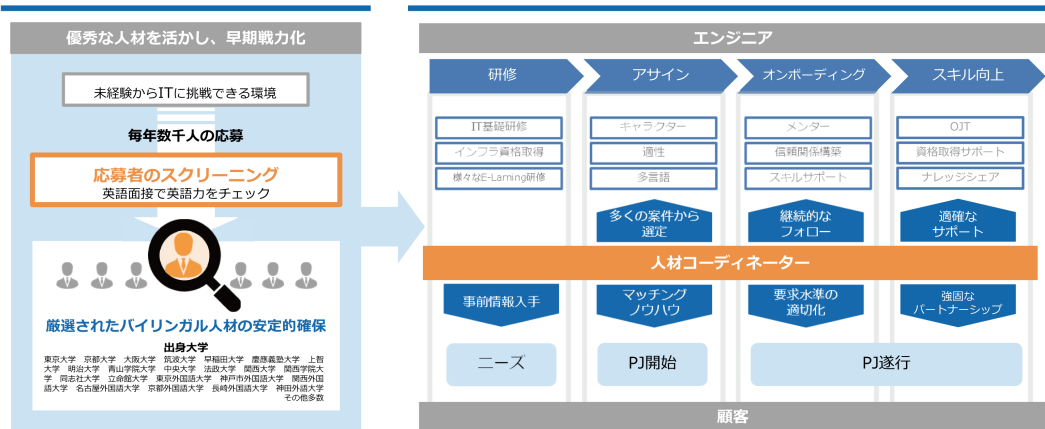 優秀な人材を活かし、早期戦力化
未経験からITに挑戦できる環境
毎年数千人の応募
応募者のスクリーニング
英語面接で英語力をチェック
厳選されたバイリンガル人材の安定的確保
出身大学
東京大学 京都大学 大阪大学 筑波大学 早稲田大学 慶應義塾大学 上智
大学 明治大学 青山学院大学 中央大学 法政大学 関西大学 関西学院大
学 同志社大学 立命館大学 東京外国語大学 神戸市外国語大学 関西外国
語大学 名古屋外国語大学 京都外国語大学 長崎外国語大学 神田外語大学
その他多数
エンジニア
研修
アサイン
オンボーディング
スキル向上
IT基礎研修
インフラ資格取得
様々なE-Larning研修
キャラクター
適性
多言語
メンター
信頼関係構築
スキルサポート
OJT
資格取得サポート
ナレッジシェア
多くの案件から
選定
継続的な
フォロー
適確な
サポート
人材コーディネーター
事前情報入手
マッチング
ノウハウ
要求水準の
適切化
強固な
パートナーシップ
ニーズ
PJ開始
PJ遂行
顧客